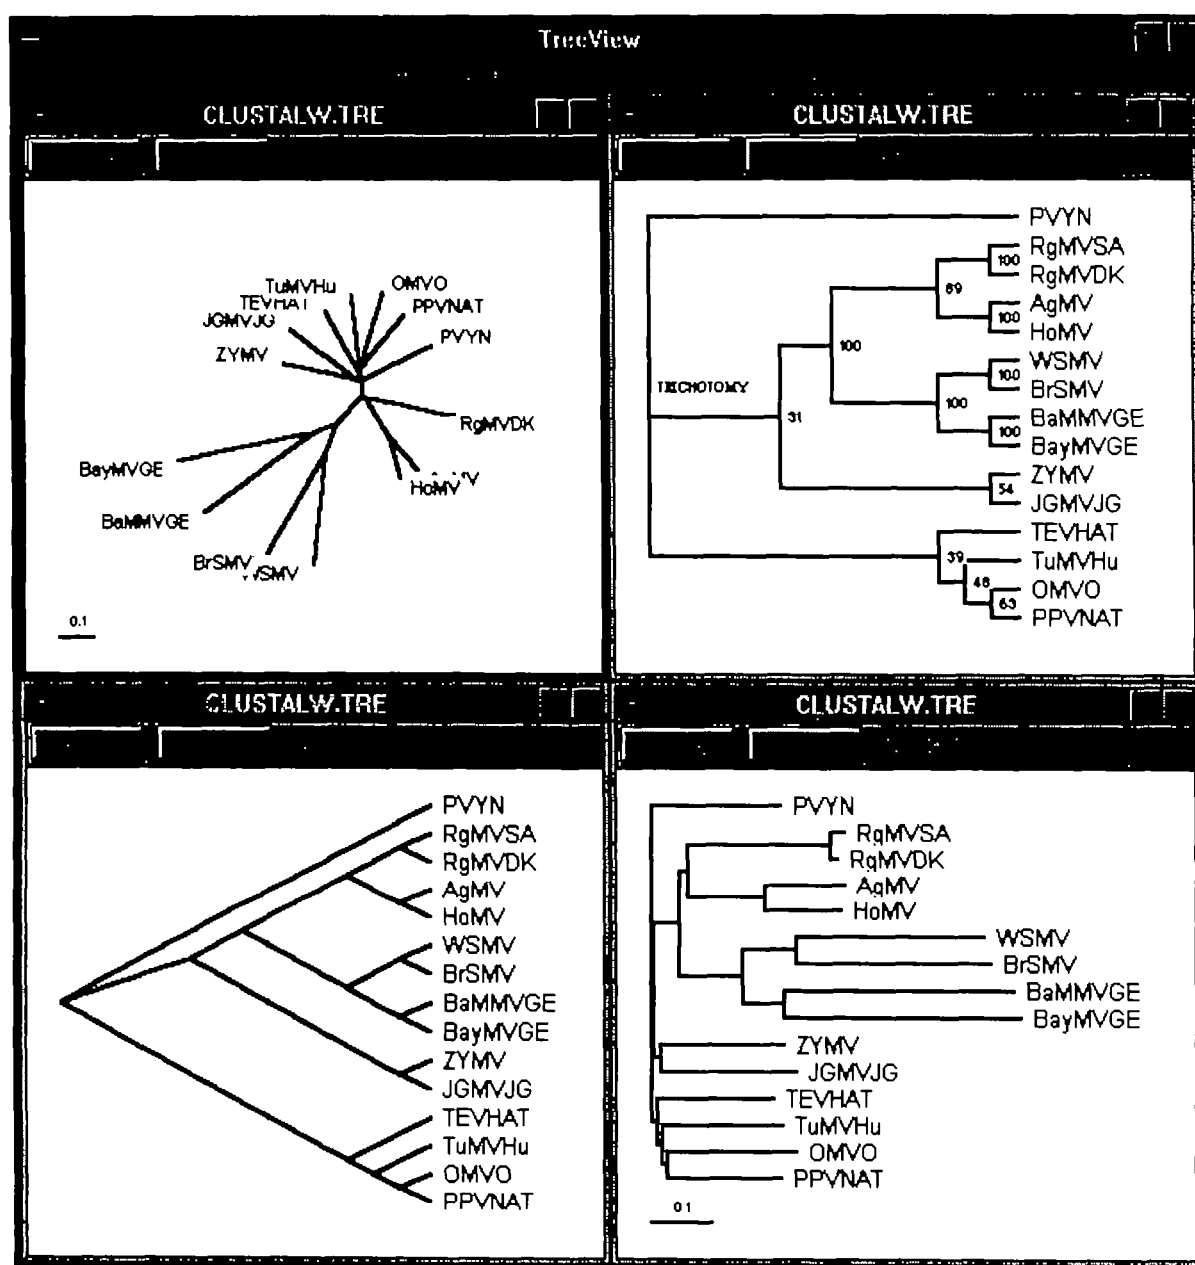 TreeView
CLUSTALW.TRE
TuMVHu
OMVO
TEVHAT
PPVNAT
JGMVJG
PVYN
ZYMV
RgMVDK
BayMVGE
HoMV
BaMMVGE
BrSMV
WSMV
0.1
CLUSTALW.TRE
PVYN
RgMVSA
100
RgMVDK
89
AgMV
100
HoMV
100
WSMV
100
BrSMV
100
TRICHOTOMY
BaMMVGE
31
100
BayMVGE
ZYMV
54
JGMVJG
TEVHAT
39
TuMVHu
46
OMVO
63
PPVNAT
CLUSTALW.TRE
PVYN
RgMVSA
RgMVDK
AgMV
HoMV
WSMV
BrSMV
BaMMVGE
BayMVGE
ZYMV
JGMVJG
TEVHAT
TuMVHu
OMVO
PPVNAT
CLUSTALW.TRE
PVYN
RgMVSA
RgMVDK
AgMV
HoMV
WSMV
BrSMV
BaMMVGE
BayMVGE
ZYMV
JGMVJG
TEVHAT
TuMVHu
OMVO
PPVNAT
0.1